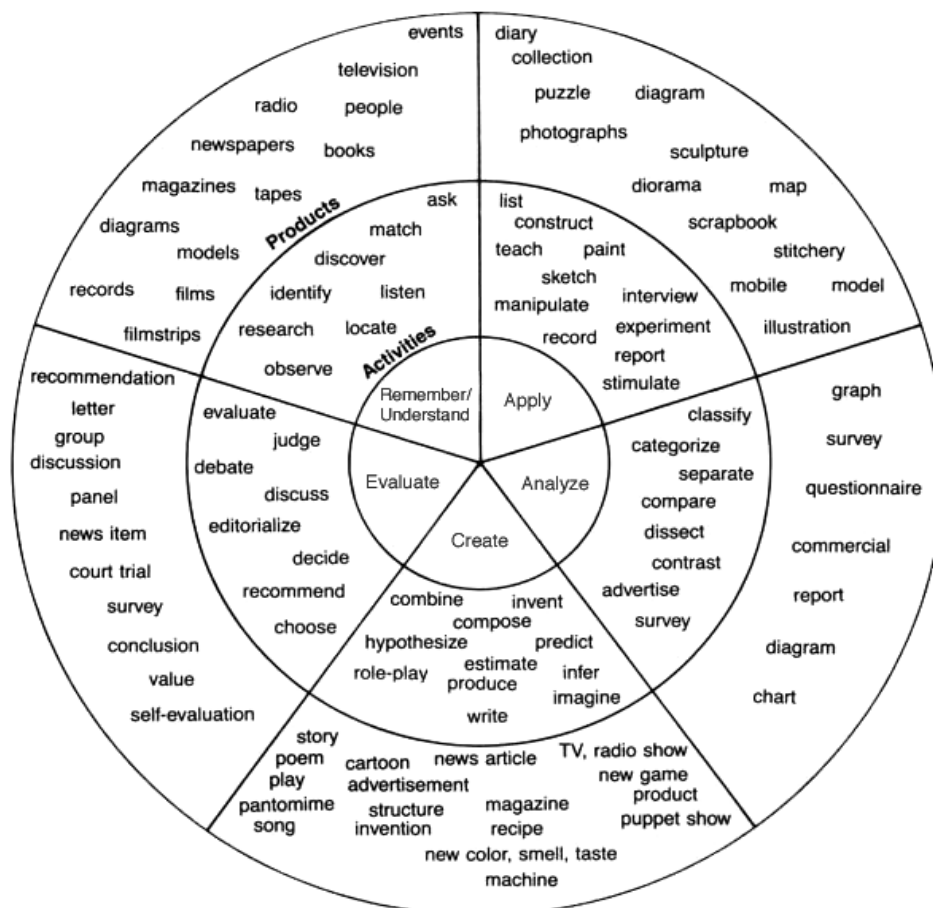 events
television
radio
people
newspapers
books
magazines
tapes
diagrams
models
records
films
filmstrips
Products
ask
match
discover
identify
listen
research
locate
observe
Activities
Remember/
Understand
diary
collection
puzzle
diagram
photographs
sculpture
diorama
map
scrapbook
stitchery
mobile
model
illustration
list
construct
teach
paint
sketch
manipulate
interview
record
experiment
report
stimulate
Apply
graph
survey
questionnaire
commercial
report
diagram
chart
classify
categorize
separate
compare
dissect
contrast
advertise
survey
Analyze
Create
combine
invent
compose
hypothesize
predict
role-play
estimate
infer
produce
imagine
write
story
poem
play
pantomime
song
cartoon
news article
advertisement
structure
invention
magazine
recipe
TV, radio show
new game
product
puppet show
new color, smell, taste
machine
Evaluate
evaluate
judge
debate
discuss
editorialize
decide
recommend
choose
recommendation
letter
group
discussion
panel
news item
court trial
survey
conclusion
value
self-evaluation